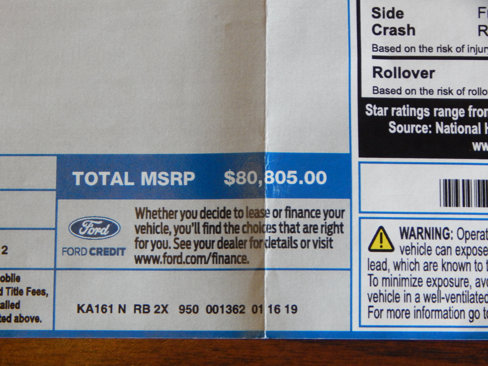 Side F
Crash R
Based on the risk of injury
Rollover
Based on the risk of rollo
Star ratings range from
Source: National H
ww
TOTAL MSRP $80,805.00
Ford
FORD CREDIT
Whether you decide to lease or finance your
vehicle, you'll find the choices that are right
for you. See your dealer for details or visit
www.ford.com/finance.
2
obile
d Title Fees,
alled
ted above.
KA161 N RB 2X 950 001362 01 16 19
WARNING: Operat
vehicle can expose
lead, which are known to t
To minimize exposure, avo
vehicle in a well-ventilated
For more information go to